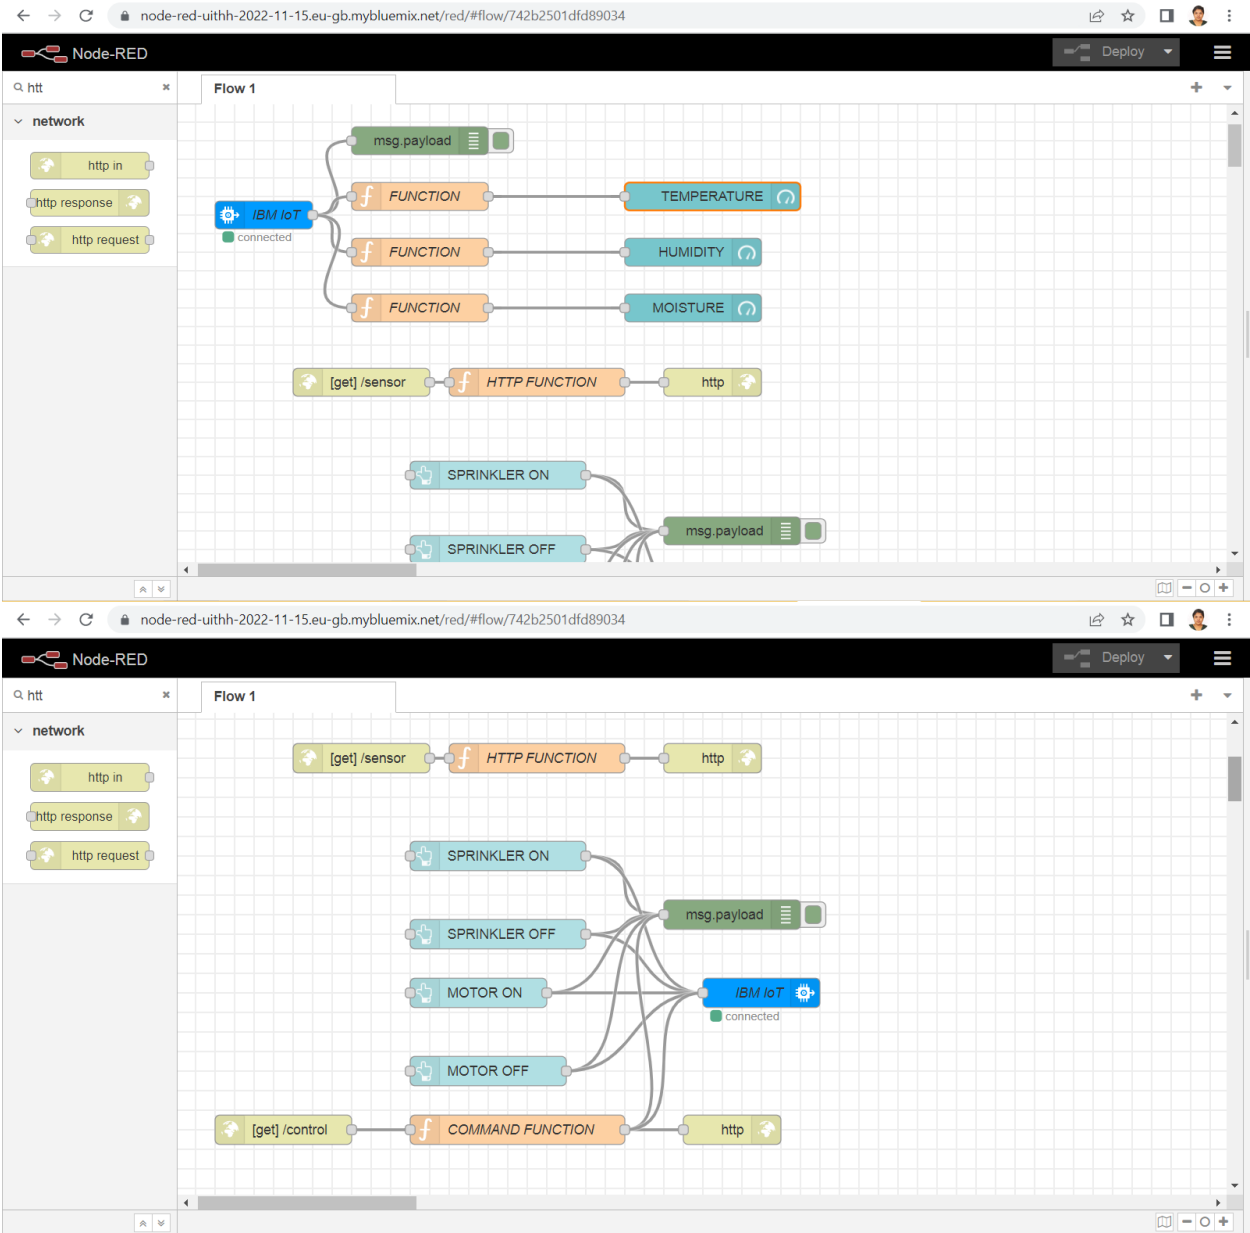 node-red-uithh-2022-11-15.eu-gb.mybluemix.net/red/#flow/742b2501dfd89034
Node-RED
Deploy
htt
Flow 1
network
http in
http response
http request
msg.payload
FUNCTION
TEMPERATURE
IBM IoT
connected
FUNCTION
HUMIDITY
FUNCTION
MOISTURE
[get] /sensor
HTTP FUNCTION
http
SPRINKLER ON
msg.payload
SPRINKLER OFF
node-red-uithh-2022-11-15.eu-gb.mybluemix.net/red/#flow/742b2501dfd89034
Node-RED
Deploy
htt
Flow 1
network
http in
http response
http request
[get] /sensor
HTTP FUNCTION
http
SPRINKLER ON
msg.payload
SPRINKLER OFF
MOTOR ON
IBM IoT
connected
MOTOR OFF
[get] /control
COMMAND FUNCTION
http